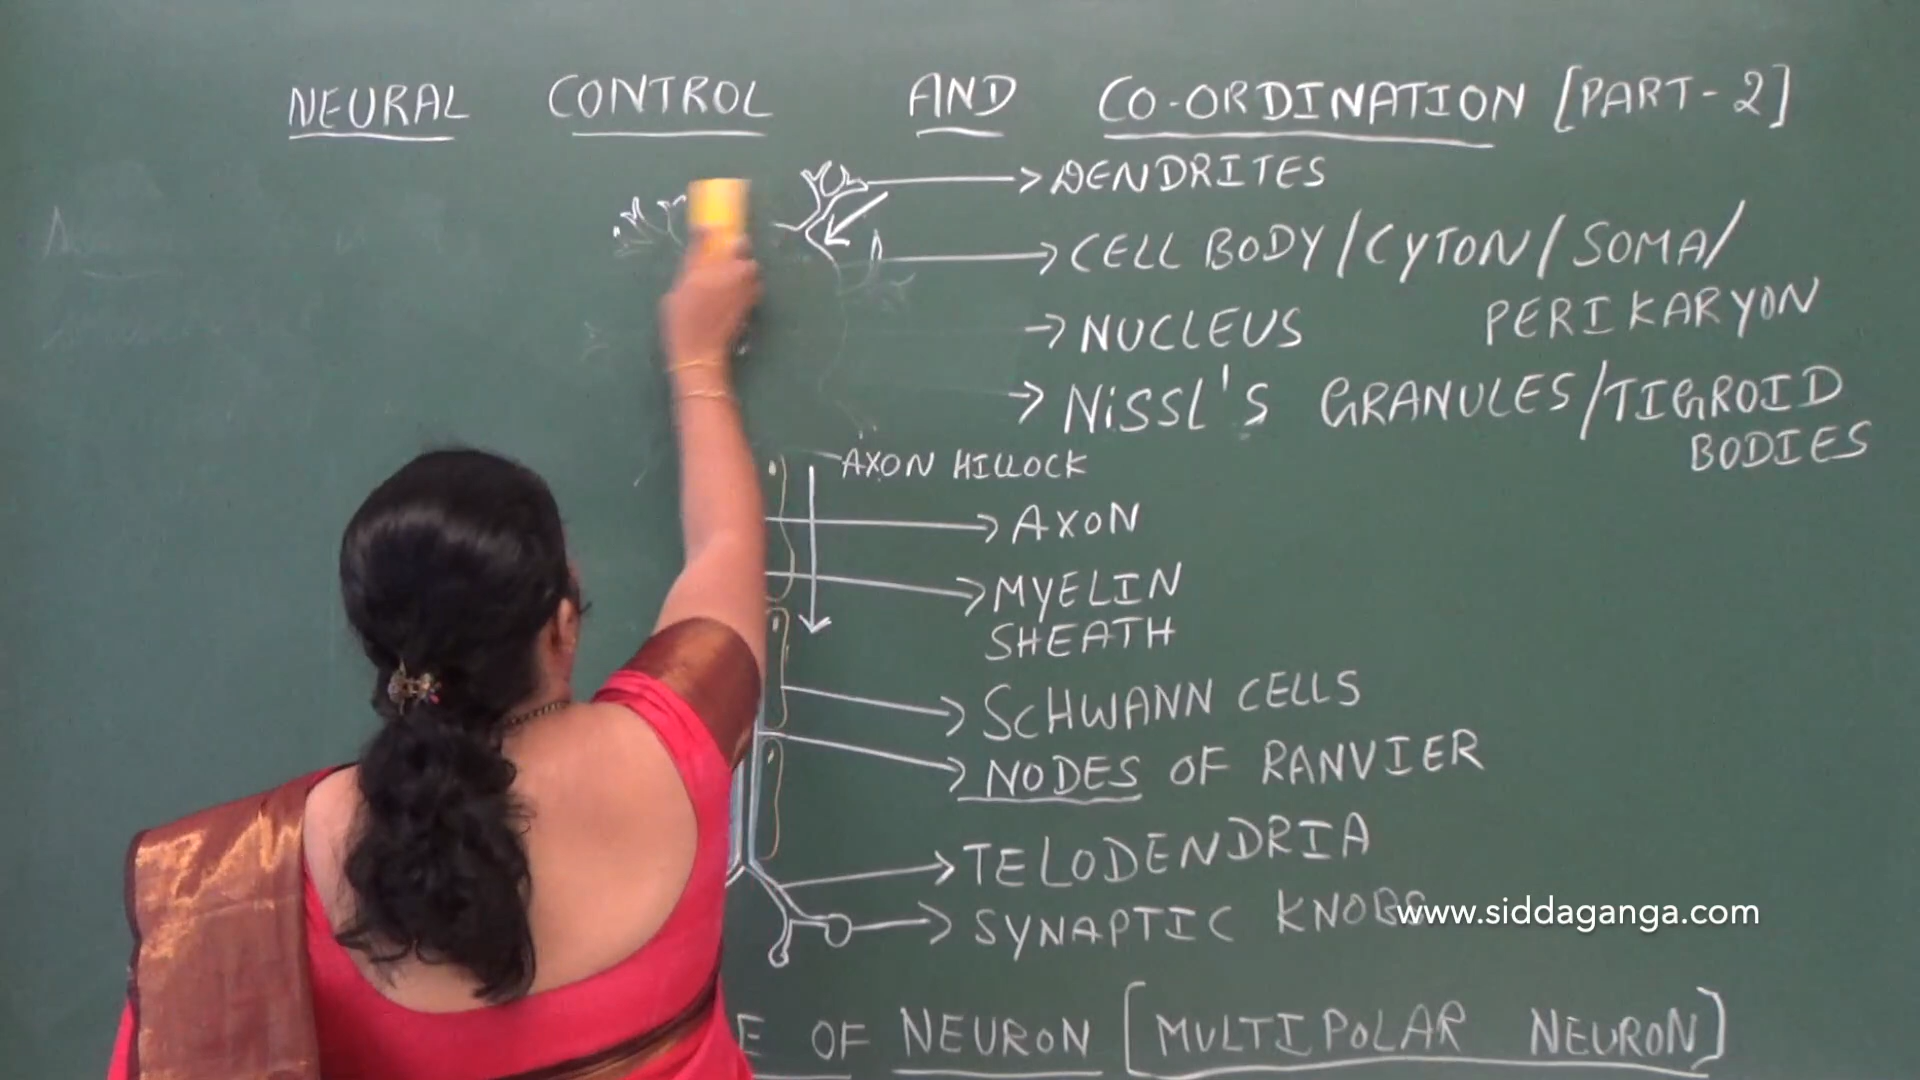 NEURAL CONTROL AND CO-ORDINATION [PART-2]
DENDRITES
CELL BODY/CYTON/SOMA/
PERIKARYON
NUCLEUS
NISSL'S GRANULES/TIGROID
BODIES
AXON HILLOCK
AXON
MYELIN
SHEATH
SCHWANN CELLS
NODES OF RANVIER
TELODENDRIA
SYNAPTIC KNOBS
www.siddaganga.com
OF NEURON [MULTIPOLAR NEURON]